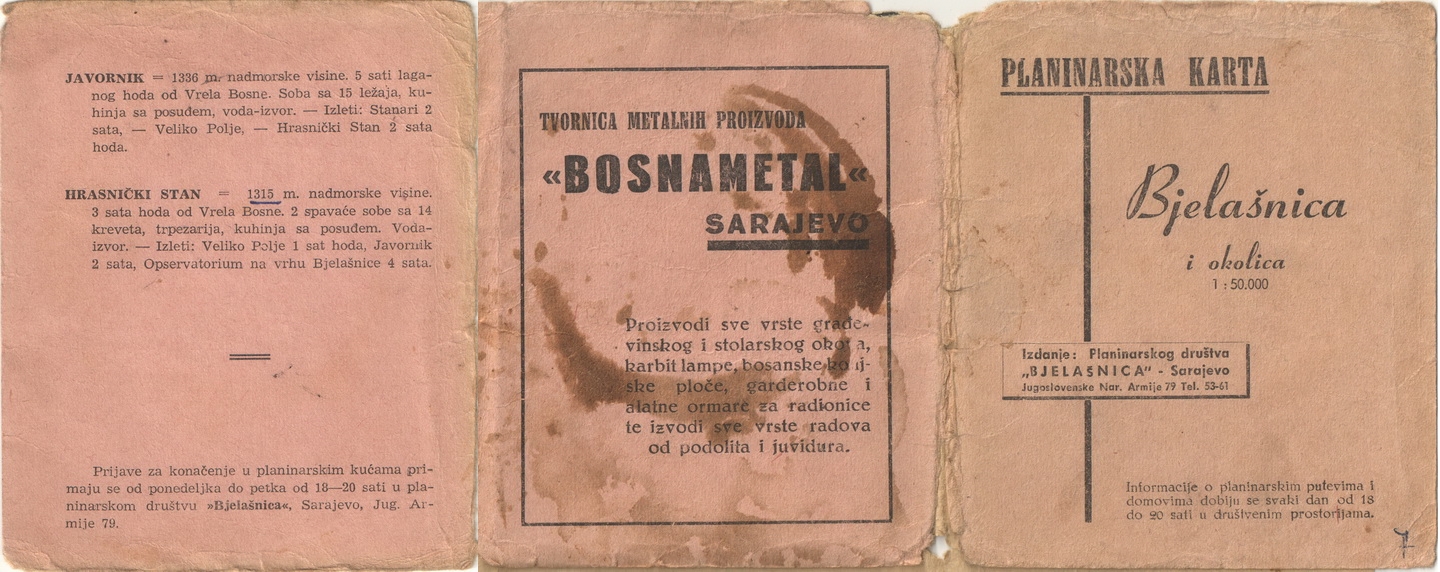 JAVORNIK = 1336 m. nadmorske visine. 5 sati laga-
nog hoda od Vrela Bosne. Soba sa 15 ležaja, ku-
hinja sa posuđem, voda-izvor. — Izleti: Stanari 2
sata, — Veliko Polje, — Hrasnički Stan 2 sata
hoda.
HRASNIČKI STAN = 1315 m. nadmorske visine.
3 sata hoda od Vrela Bosne. 2 spavaće sobe sa 14
kreveta, trpezarija, kuhinja sa posuđem. Voda-
izvor. — Izleti: Veliko Polje 1 sat hoda, Javornik
2 sata, Opservatorium na vrhu Bjelašnice 4 sata.
Prijave za konačenje u planinarskim kućama pri-
maju se od ponedeljka do petka od 18—20 sati u pla-
ninarskom društvu »Bjelašnica«, Sarajevo, Jug. Ar-
mije 79.
TVORNICA METALNIH PROIZVODA
«BOSNAMETAL«
SARAJEVO
Proizvodi sve vrste građe-
vinskog i stolarskog okova,
karbit lampe, bosanske
ske ploče, garderobne i
alatne ormare za radionice
te izvodi sve vrste radova
od podolita i juvidura.
PLANINARSKA KARTA
Bjelašnica
i okolica
1 : 50.000
Izdanje: Planinarskog društva
„BJELAŠNICA" - Sarajevo
Jugoslovenske Nar. Armije 79 Tel. 53-61
Informacije o planinarskim putevima i
domovima dobiju se svaki dan od 18
do 20 sati u društvenim prostorijama.
7